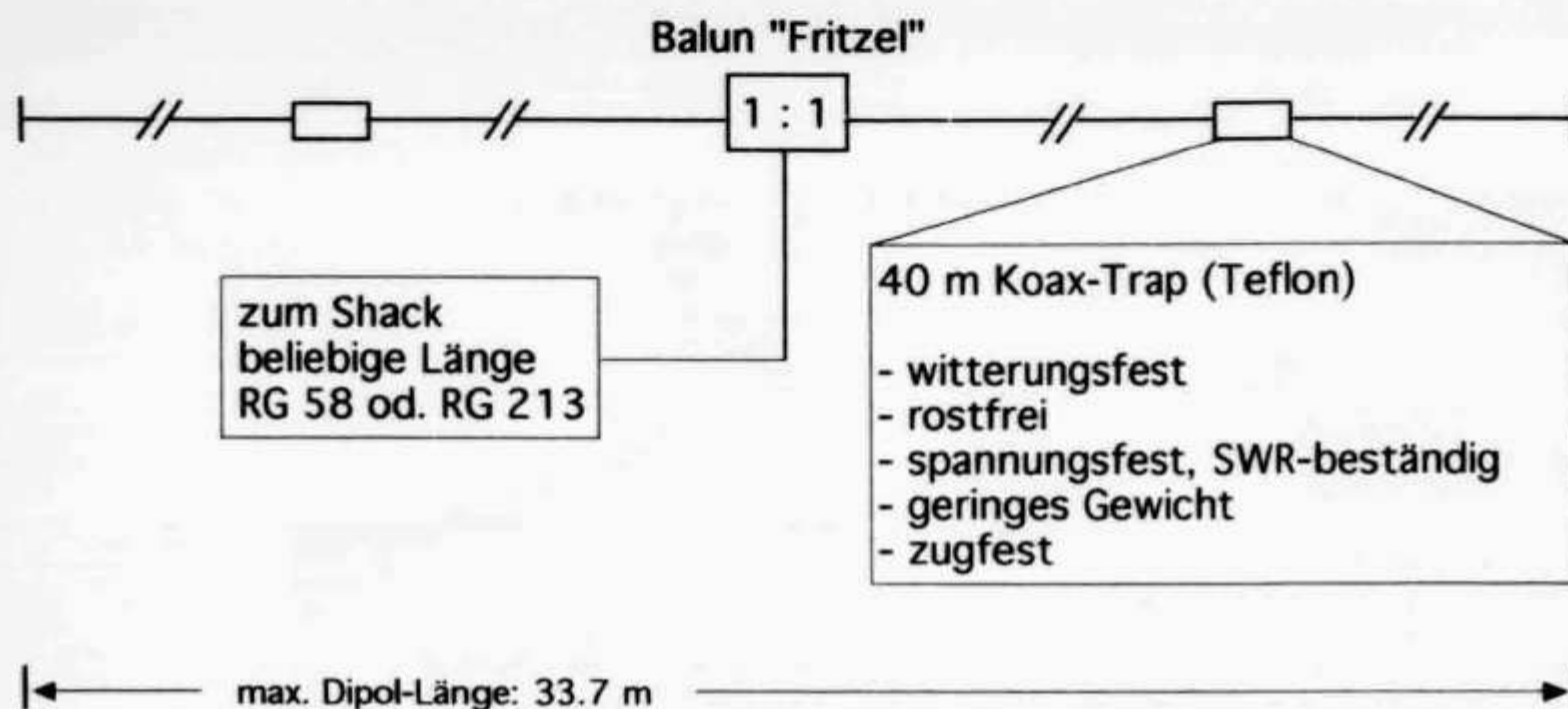 Balun "Fritzel"
1 : 1
zum Shack
beliebige Länge
RG 58 od. RG 213
40 m Koax-Trap (Teflon)
- witterungsfest
- rostfrei
- spannungsfest, SWR-beständig
- geringes Gewicht
- zugfest
max. Dipol-Länge: 33.7 m